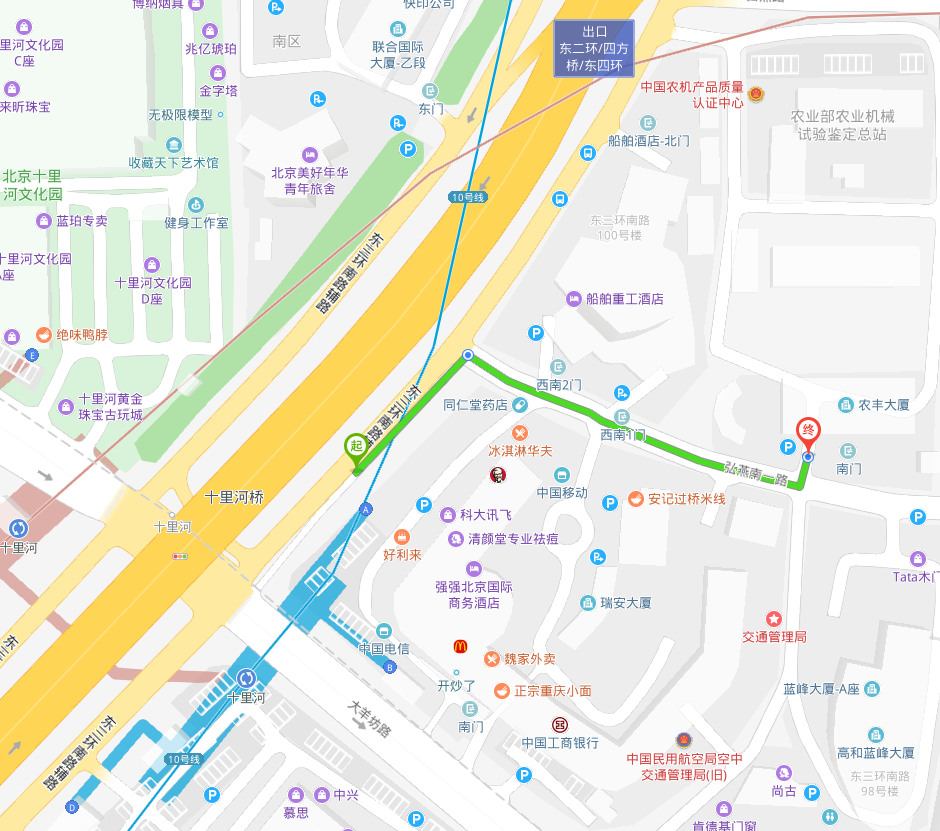 博纳烟具
快印公司
P
十里河文化园
C座
兆亿琥珀
南区
联合国际
大厦-乙段
出口
东二环/四方
桥/东四环
来昕珠宝
金字塔
P
东门
中国农机产品质量
认证中心
无极限模型
P
P
船舶酒店-北门
农业部农业机械
试验鉴定总站
收藏天下艺术馆
北京美好年华
青年旅舍
北京十里
河文化园
10号线
蓝珀专卖
健身工作室
东三环南路
100号楼
东三环南路辅路
十里河文化园
座
十里河文化园
D座
船舶重工酒店
绝味鸭脖
E
P
西南2门
十里河黄金
珠宝古玩城
东三环南路
同仁堂药店
P
西南1门
农丰大厦
起
冰淇淋华夫
终
P
南门
弘燕南一路
十里河桥
中国移动
安记过桥米线
P
P
A
科大讯飞
P
十里河
十里河
好利来
清颜堂专业祛痘
P
Tata木门
强强北京国际
商务酒店
瑞安大厦
交通管理局
中国电信
B
魏家外卖
东三
十里河
开炒了
正宗重庆小面
蓝峰大厦-A座
大羊坊路
南门
中国工商银行
高和蓝峰大厦
东三环南路辅路
10号线
中国民用航空局空中
交通管理局(旧)
P
尚古
东三环南路
98号楼
D
P
慕思
中兴
P
P
肯德基门窗